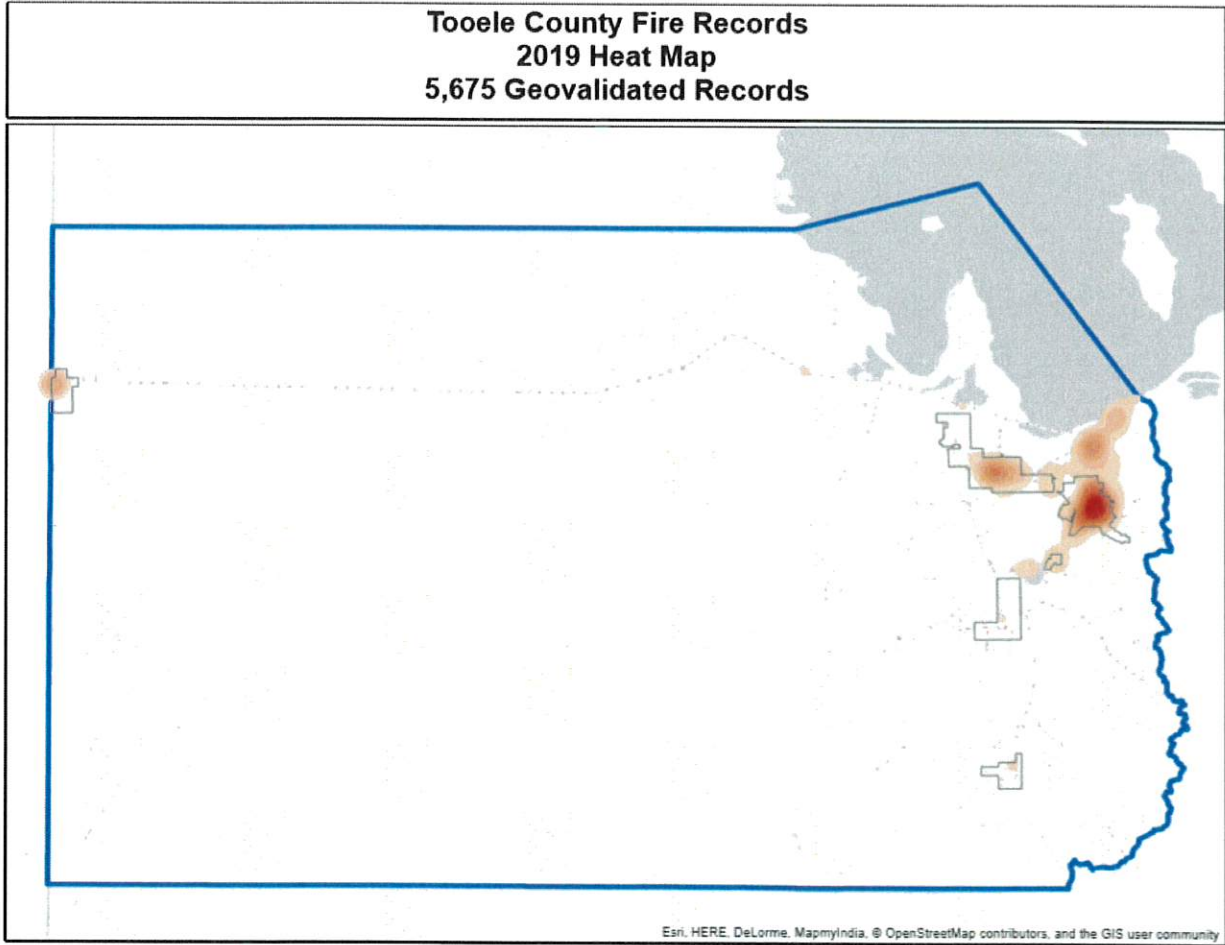 Tooele County Fire Records
2019 Heat Map
5,675 Geovalidated Records
Esri, HERE, DeLorme, MapmyIndia, © OpenStreetMap contributors, and the GIS user community